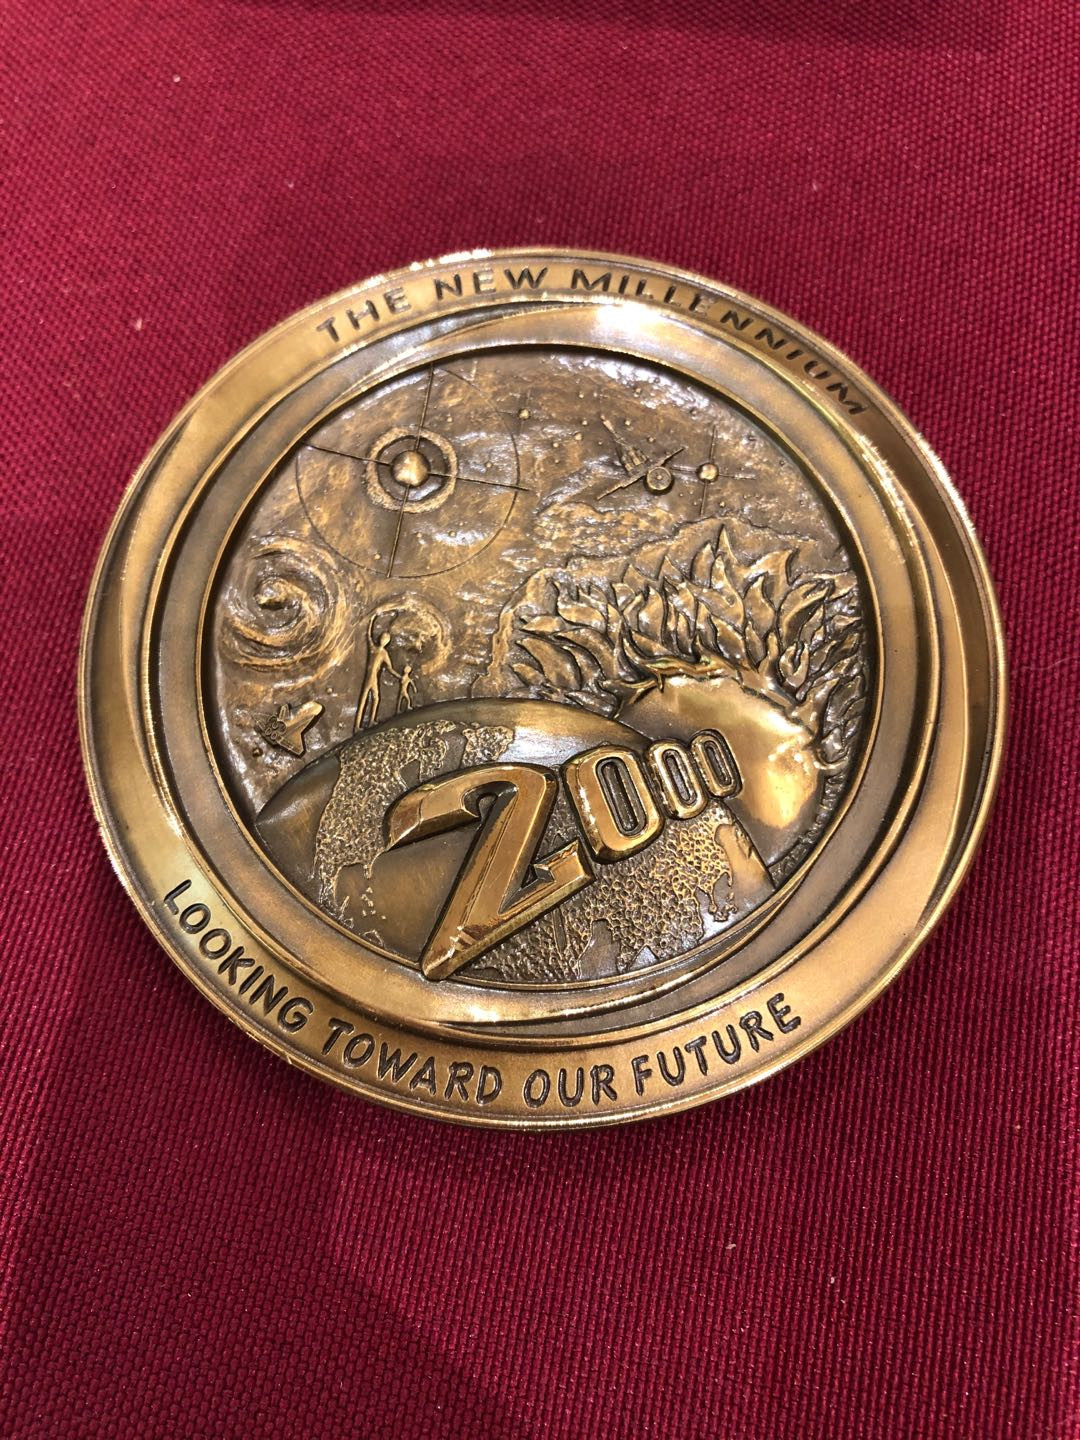 THE NEW MILLENNIUM
2000
LOOKING TOWARD OUR FUTURE